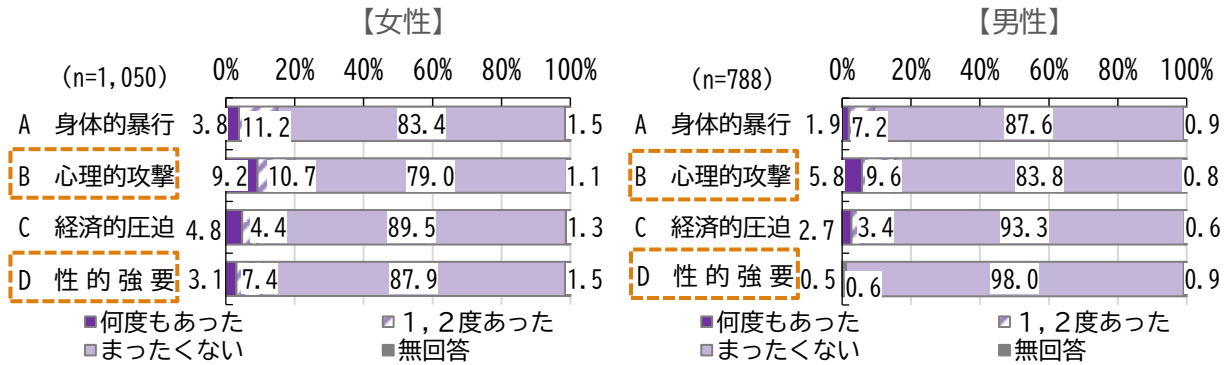 【女性】
(n=1,050)
0% 20% 40% 60% 80% 100%
A 身体的暴行 3.8 11.2 83.4 1.5
B 心理的攻撃 9.2 10.7 79.0 1.1
C 経済的圧迫 4.8 4.4 89.5 1.3
D 性的強要 3.1 7.4 87.9 1.5
何度もあった
1,2度あった
まったくない
無回答
【男性】
(n=788)
0% 20% 40% 60% 80% 100%
A 身体的暴行 1.9 7.2 87.6 0.9
B 心理的攻撃 5.8 9.6 83.8 0.8
C 経済的圧迫 2.7 3.4 93.3 0.6
D 性的強要 0.5 0.6 98.0 0.9
何度もあった
1,2度あった
まったくない
無回答